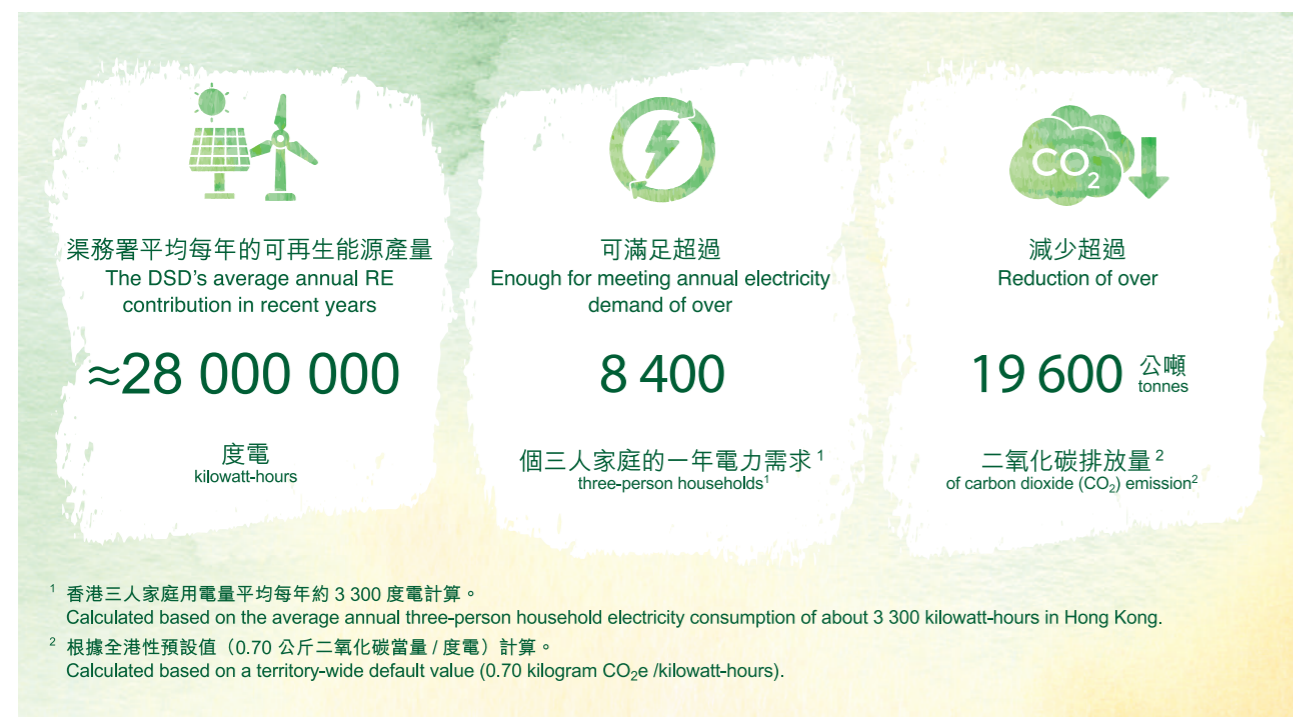 渠務署平均每年的可再生能源產量
The DSD's average annual RE
contribution in recent years
≈28 000 000
度電
kilowatt-hours
可滿足超過
Enough for meeting annual electricity
demand of over
8 400
個三人家庭的一年電力需求¹
three-person households¹
CO₂
減少超過
Reduction of over
19 600 公噸
tonnes
二氧化碳排放量²
of carbon dioxide (CO₂) emission²
¹ 香港三人家庭用電量平均每年約 3 300 度電計算。
Calculated based on the average annual three-person household electricity consumption of about 3 300 kilowatt-hours in Hong Kong.
² 根據全港性預設值（0.70 公斤二氧化碳當量 / 度電）計算。
Calculated based on a territory-wide default value (0.70 kilogram CO₂e /kilowatt-hours).